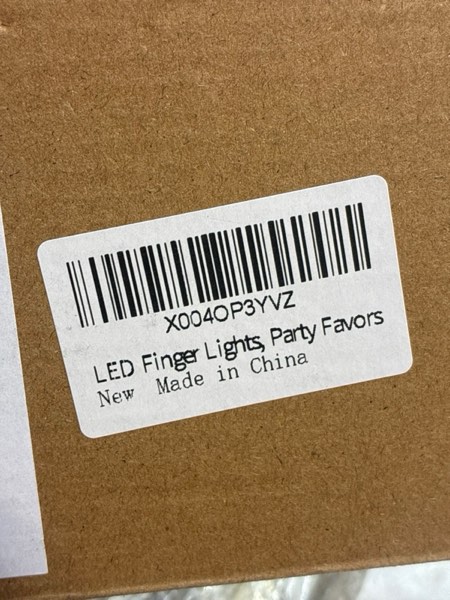 X004OP3YVZ
LED Finger Lights, Party Favors
New Made in China